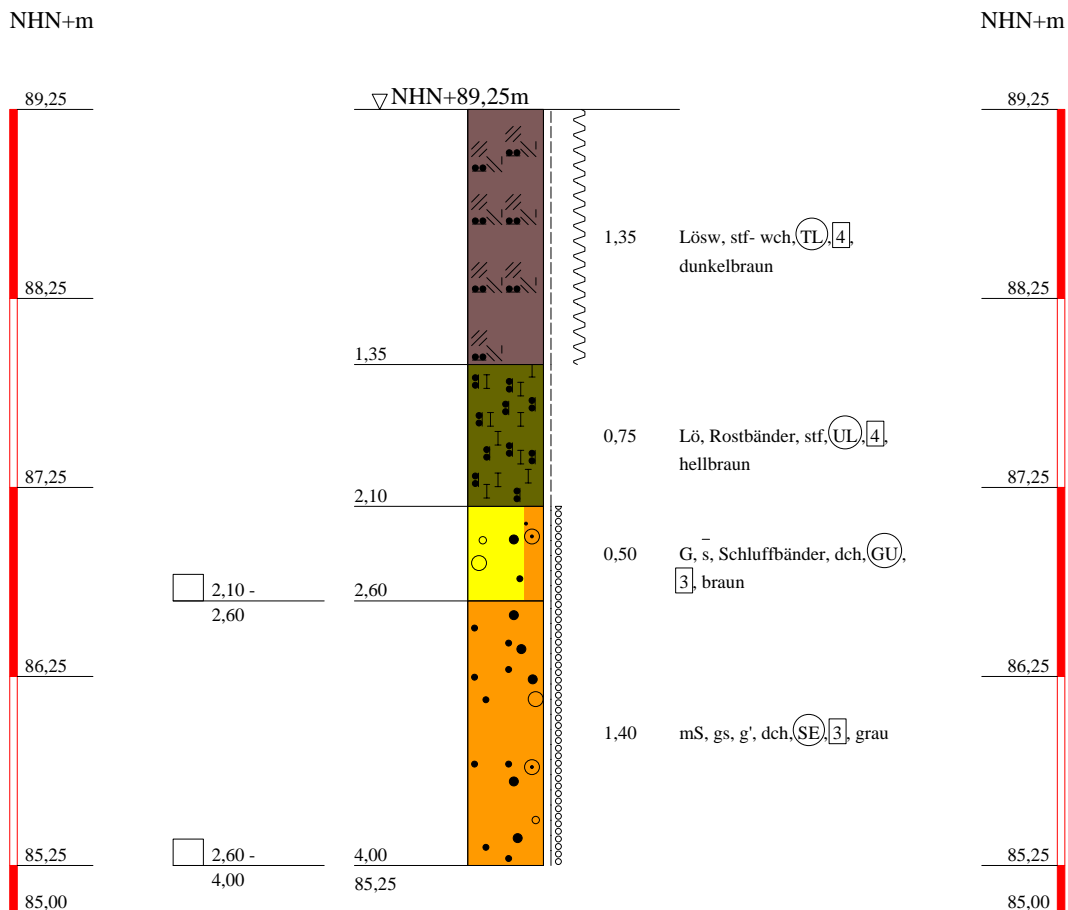 NHN+m NHN+m
NHN+89,25m
89,25 89,25
1,35 Lösw, stf- wch, TL, 4,
dunkelbraun
88,25 88,25
1,35
0,75 Lö, Rostbänder, stf, UL, 4,
hellbraun
87,25 87,25
2,10
0,50 G, s̄, Schluffbänder, dch, GU,
3, braun
2,10 - 2,60
2,60
86,25 86,25
1,40 mS, gs, g', dch, SE, 3, grau
85,25 2,60 - 4,00 85,25
4,00 85,25
85,00 85,00